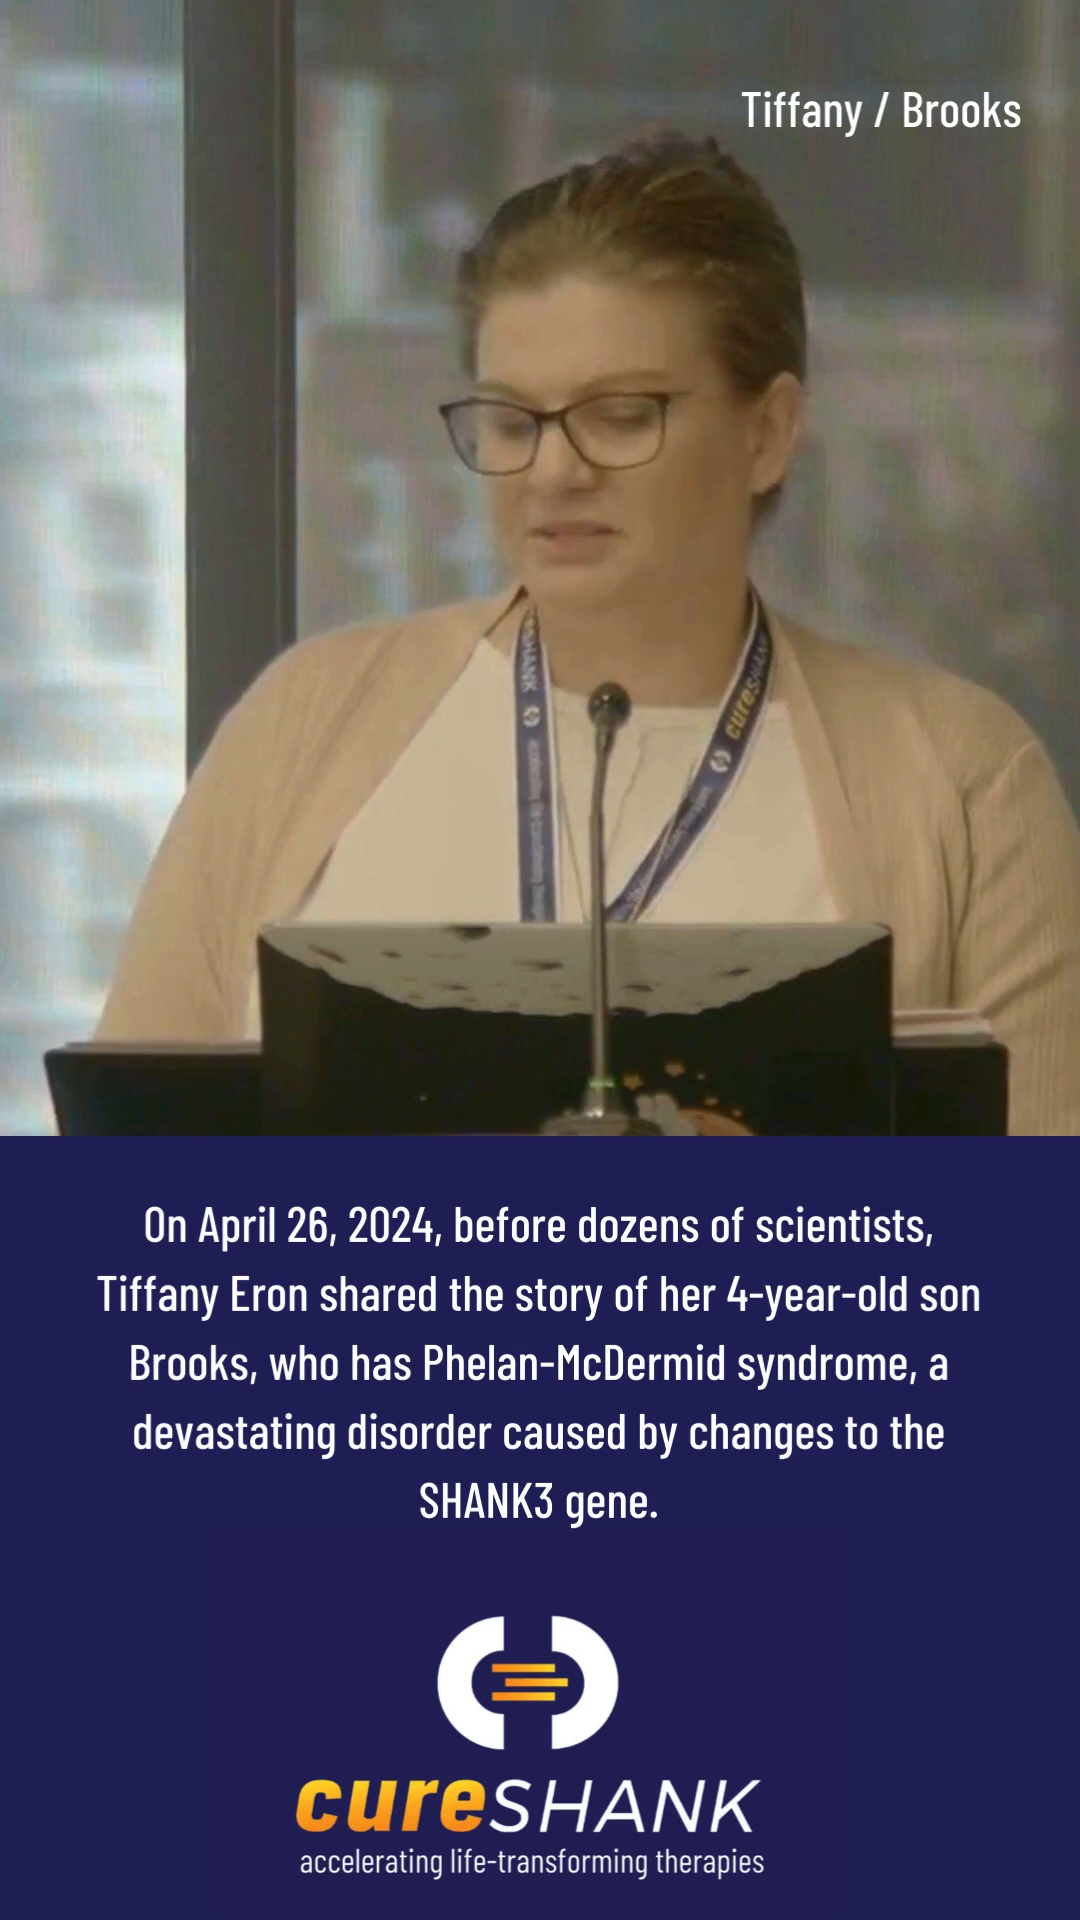 Tiffany / Brooks
SHANK
cureSHANK
On April 26, 2024, before dozens of scientists,
Tiffany Eron shared the story of her 4-year-old son
Brooks, who has Phelan-McDermid syndrome, a
devastating disorder caused by changes to the
SHANK3 gene.
cureSHANK
accelerating life-transforming therapies